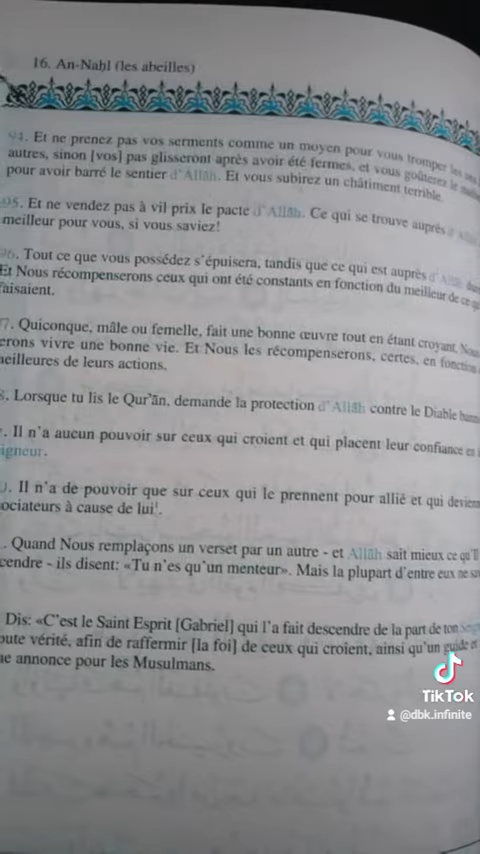 16. An-Naḥl (les abeilles)
94. Et ne prenez pas vos serments comme un moyen pour vous tromper les uns
autres, sinon [vos] pas glisseront après avoir été fermes, et vous goûterez le
pour avoir barré le sentier d'Allāh. Et vous subirez un châtiment terrible.
95. Et ne vendez pas à vil prix le pacte d'Allāh. Ce qui se trouve auprès
meilleur pour vous, si vous saviez!
96. Tout ce que vous possédez s'épuisera, tandis que ce qui est auprès d'Allāh
Et Nous récompenserons ceux qui ont été constants en fonction du meilleur de ce
faisaient.
7. Quiconque, mâle ou femelle, fait une bonne œuvre tout en étant croyant, Nous
erons vivre une bonne vie. Et Nous les récompenserons, certes, en fonction
meilleures de leurs actions.
8. Lorsque tu lis le Qur'ān, demande la protection d'Allāh contre le Diable
. Il n'a aucun pouvoir sur ceux qui croient et qui placent leur confiance en
igneur.
. Il n'a de pouvoir que sur ceux qui le prennent pour allié et qui
ociateurs à cause de lui¹.
. Quand Nous remplaçons un verset par un autre - et Allāh sait mieux ce qu'Il
cendre - ils disent: «Tu n'es qu'un menteur». Mais la plupart d'entre eux ne
Dis: «C'est le Saint Esprit [Gabriel] qui l'a fait descendre de la part de ton
oute vérité, afin de raffermir [la foi] de ceux qui croient, ainsi qu'un guide et
ne annonce pour les Musulmans.
TikTok
@dbk.infinite